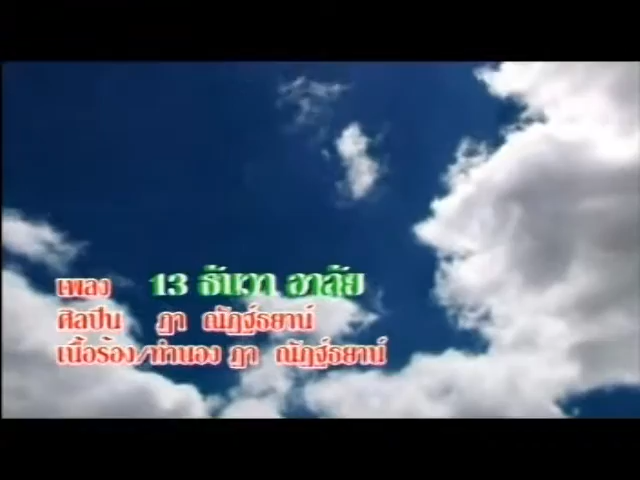 เพลง 13 ธันวา อาลัย
ศิลปิน ภา ณัฏฐ์ธยาน์
เนื้อร้อง/ทำนอง ภา ณัฏฐ์ธยาน์